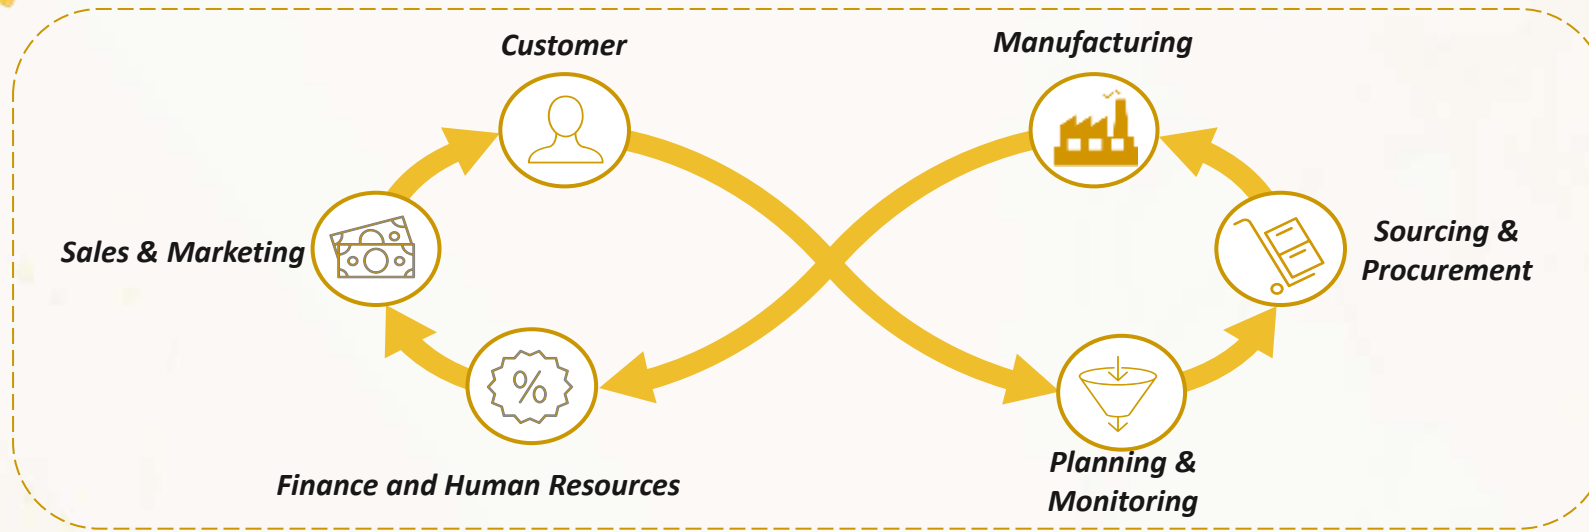 Customer
Manufacturing
Sales & Marketing
Sourcing &
Procurement
%
Finance and Human Resources
Planning &
Monitoring